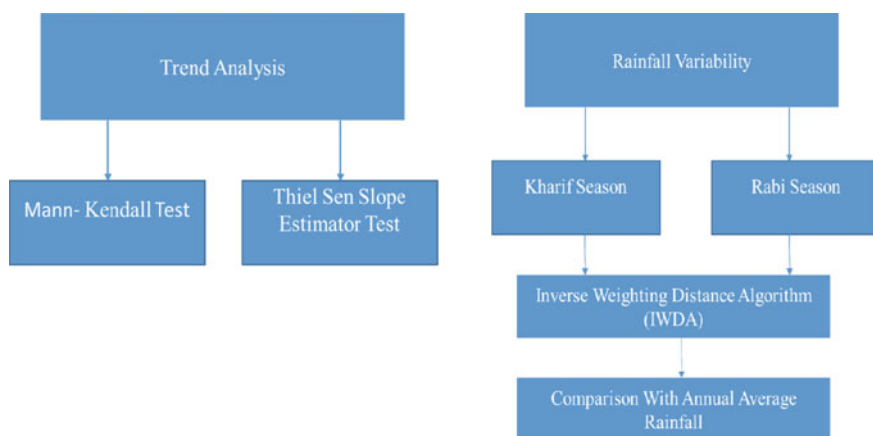 Trend Analysis
Mann- Kendall Test
Thiel Sen Slope
Estimator Test
Rainfall Variability
Kharif Season
Rabi Season
Inverse Weighting Distance Algorithm
(IWDA)
Comparison With Annual Average
Rainfall